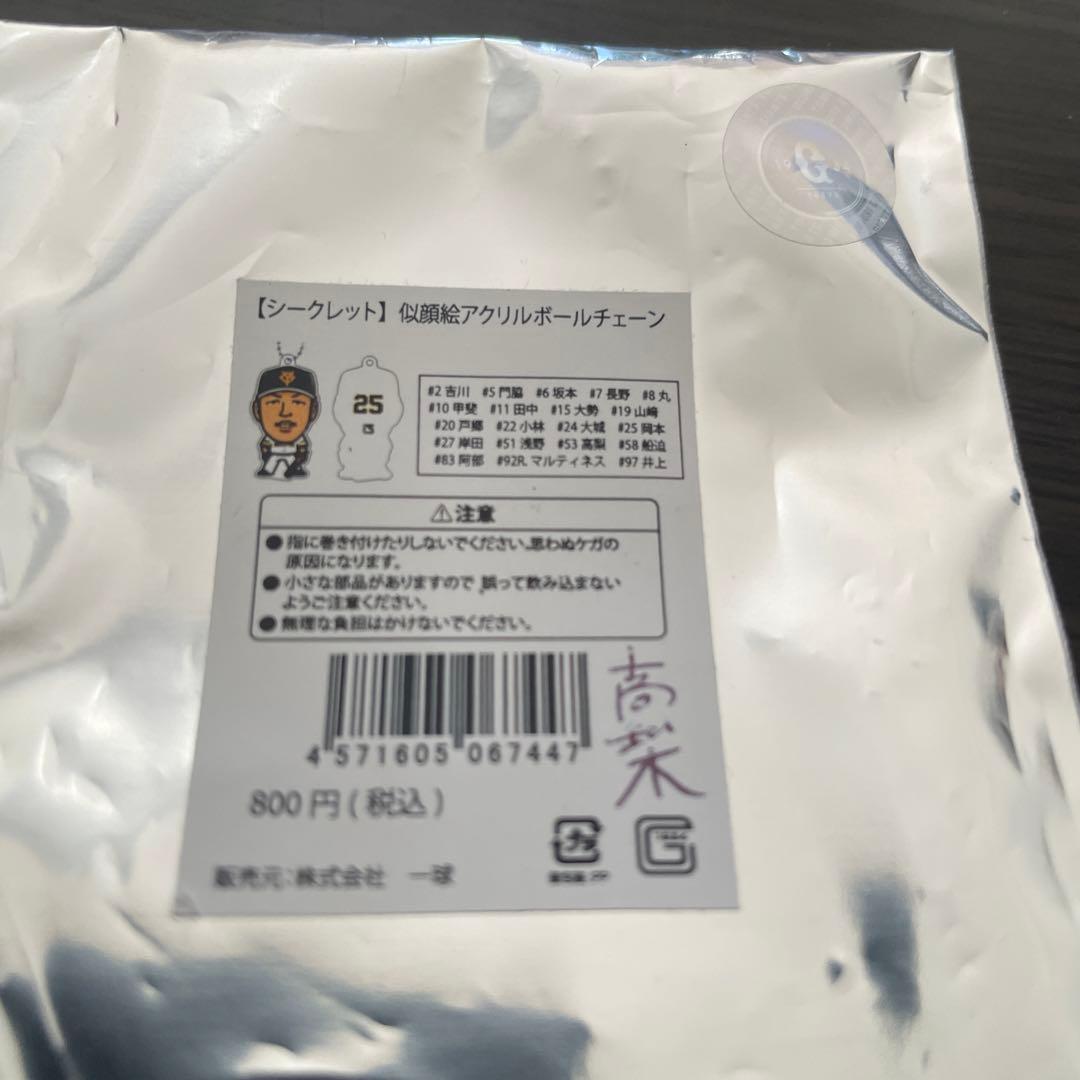 【シークレット】似顔絵アクリルボールチェーン
25
#2 吉川 #5 門脇 #6 坂本 #7 長野 #8 丸
#10 甲斐 #11 田中 #15 大勢 #19 山﨑
#20 戸郷 #22 小林 #24 大城 #25 岡本
#27 岸田 #51 浅野 #53 高梨 #58 船迫
#83 阿部 #92R. マルティネス #97 井上
⚠注意
●指に巻き付けたりしないでください。思わぬケガの
原因になります。
●小さな部品がありますので、誤って飲み込まない
ようご注意ください。
●無理な負担はかけないでください。
高梨
4 571605 067447
800円(税込)
プラ
G
販売元:株式会社 一球